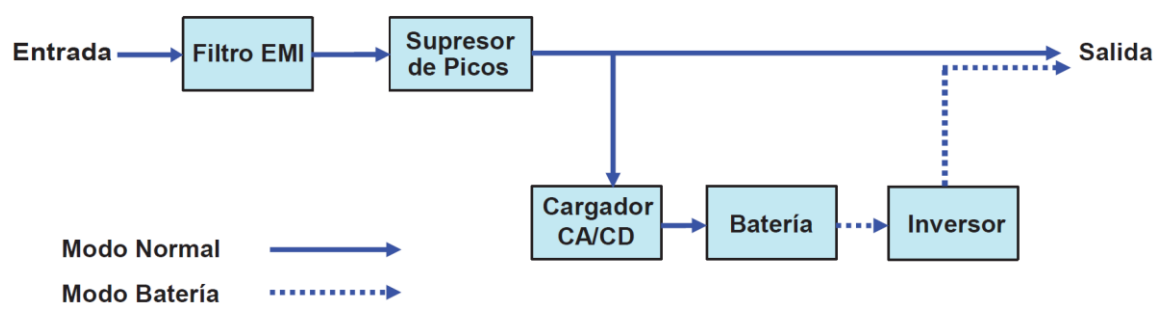 Entrada
Filtro EMI
Supresor
de Picos
Salida
Cargador
CA/CD
Batería
Inversor
Modo Normal
Modo Batería